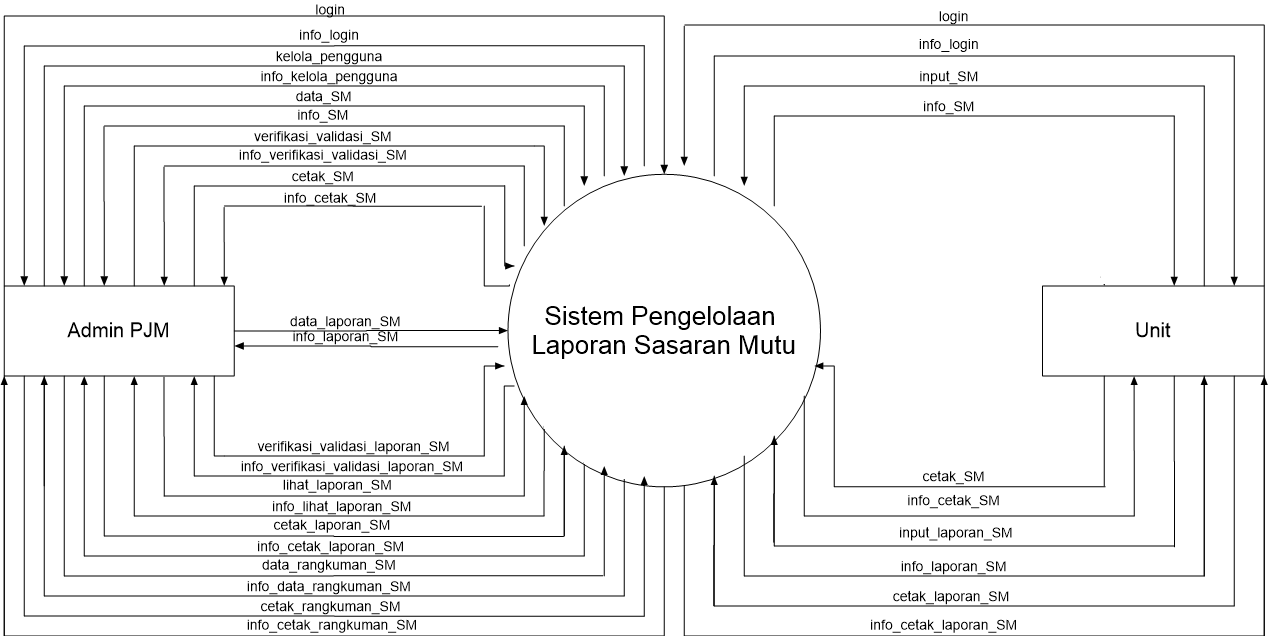 login
info_login
kelola_pengguna
info_kelola_pengguna
data_SM
info_SM
verifikasi_validasi_SM
info_verifikasi_validasi_SM
cetak_SM
info_cetak_SM
login
info_login
input_SM
info_SM
Admin PJM
data_laporan_SM
info_laporan_SM
Sistem Pengelolaan
Laporan Sasaran Mutu
Unit
verifikasi_validasi_laporan_SM
info_verifikasi_validasi_laporan_SM
lihat_laporan_SM
info_lihat_laporan_SM
cetak_laporan_SM
info_cetak_laporan_SM
data_rangkuman_SM
info_data_rangkuman_SM
cetak_rangkuman_SM
info_cetak_rangkuman_SM
cetak_SM
info_cetak_SM
input_laporan_SM
info_laporan_SM
cetak_laporan_SM
info_cetak_laporan_SM